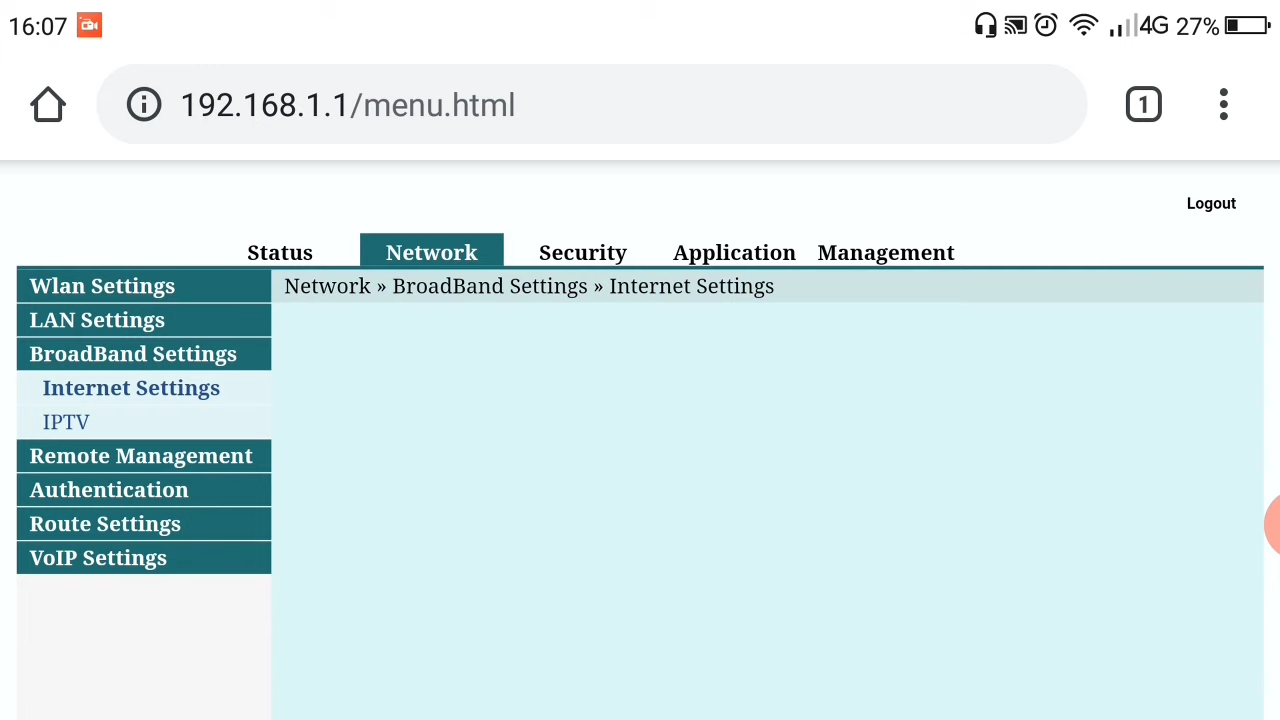 16:07 4G 27%
192.168.1.1/menu.html 1
Logout
Status Network Security Application Management
Network » BroadBand Settings » Internet Settings
Wlan Settings
LAN Settings
BroadBand Settings
Internet Settings
IPTV
Remote Management
Authentication
Route Settings
VoIP Settings